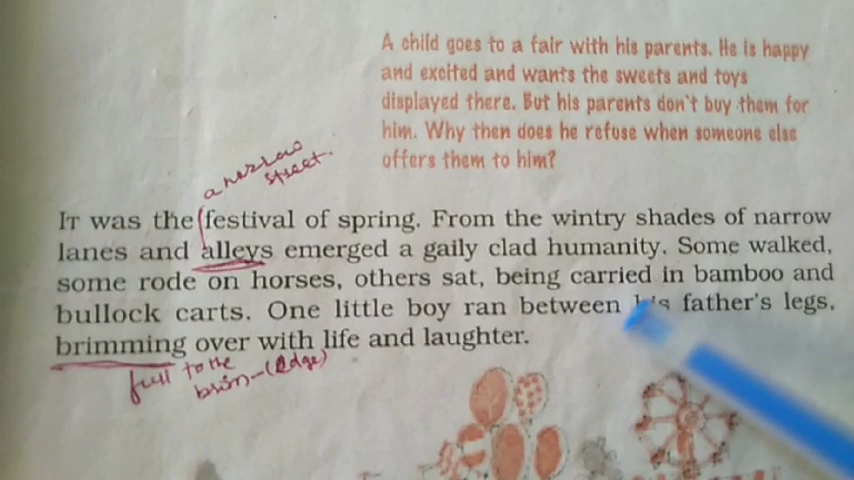 A child goes to a fair with his parents. He is happy
and excited and wants the sweets and toys
displayed there. But his parents don't buy them for
him. Why then does he refuse when someone else
offers them to him?
a narrow
street.
IT was the festival of spring. From the wintry shades of narrow
lanes and alleys emerged a gaily clad humanity. Some walked,
some rode on horses, others sat, being carried in bamboo and
bullock carts. One little boy ran between his father's legs,
brimming over with life and laughter.
full to the
brim-(edge)